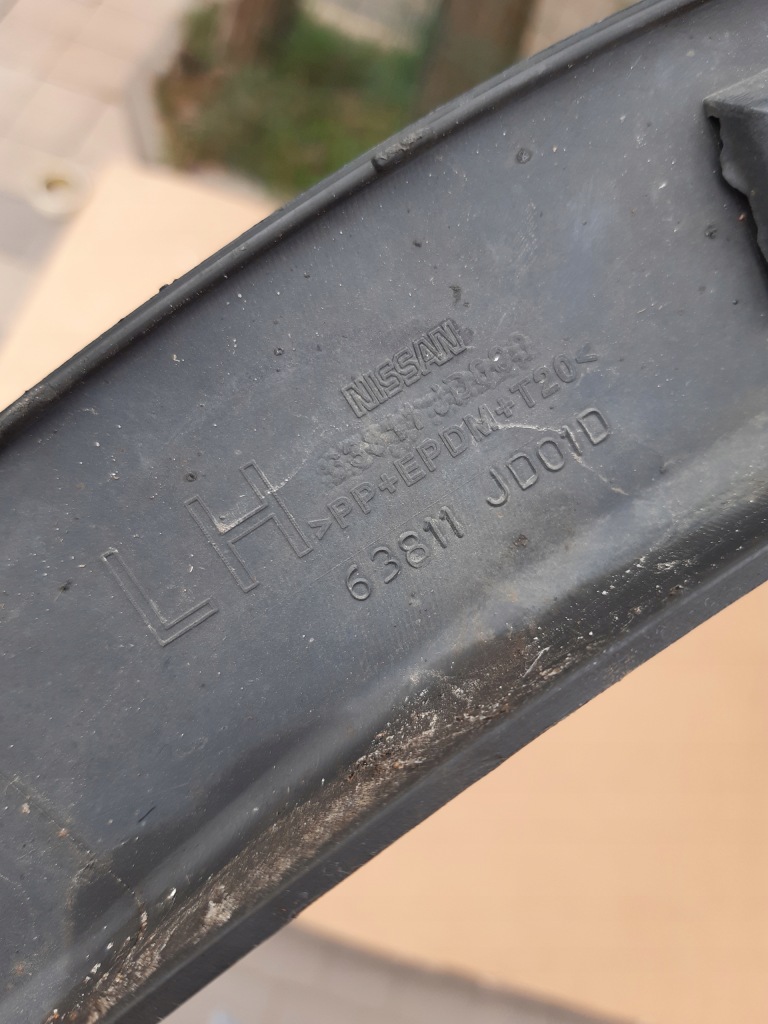 NISSAN
>PP+EPDM+T20<
LH
63811 JD01D